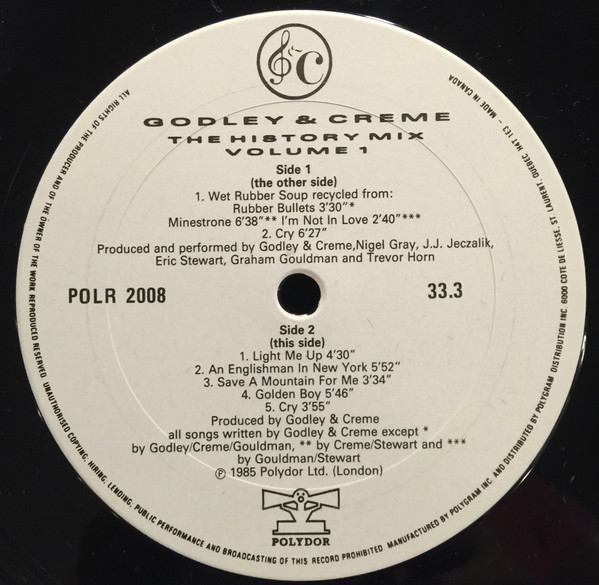 C
GODLEY & CREME
THE HISTORY MIX
VOLUME 1
Side 1
(the other side)
1. Wet Rubber Soup recycled from:
Rubber Bullets 3'30"*
Minestrone 6'38"** I'm Not In Love 2'40"***
2. Cry 6'27"
Produced and performed by Godley & Creme,Nigel Gray, J.J. Jeczalik,
Eric Stewart, Graham Gouldman and Trevor Horn
POLR 2008
33.3
Side 2
(this side)
1. Light Me Up 4'30"
2. An Englishman In New York 5'52"
3. Save A Mountain For Me 3'34"
4. Golden Boy 5'46"
5. Cry 3'55"
Produced by Godley & Creme
all songs written by Godley & Creme except *
by Godley/Creme/Gouldman, ** by Creme/Stewart and ***
by Gouldman/Stewart
℗ 1985 Polydor Ltd. (London)
POLYDOR
ALL RIGHTS OF THE PRODUCER AND OF THE OWNER OF THE WORK REPRODUCED RESERVED. UNAUTHORISED COPYING, HIRING, LENDING, PUBLIC PERFORMANCE AND BROADCASTING OF THIS RECORD PROHIBITED. MANUFACTURED BY POLYGRAM INC. AND DISTRIBUTED BY POLYGRAM DISTRIBUTION INC. 6000 COTE DE LIESSE, ST. LAURENT, QUEBEC. H4T 1E3 - MADE IN CANADA